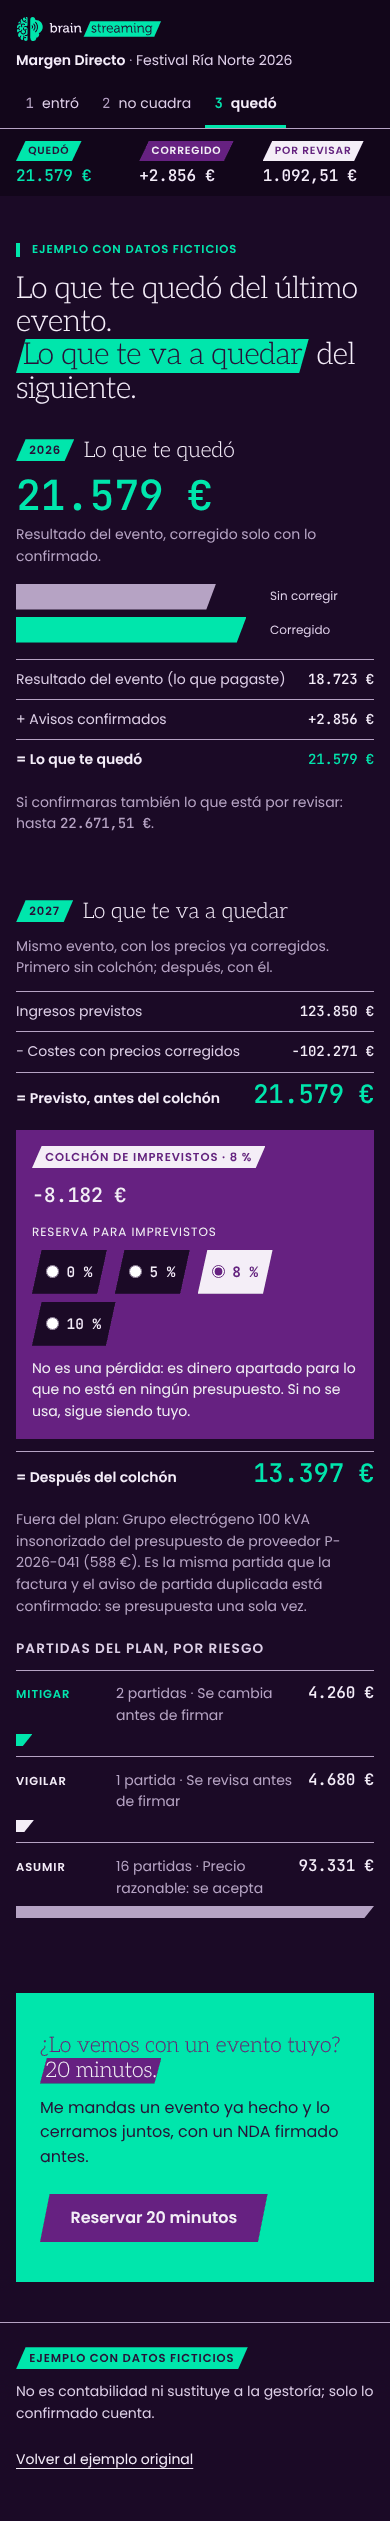 brain streaming
Margen Directo · Festival Ría Norte 2026
1 entró 2 no cuadra 3 quedó
QUEDÓ CORREGIDO POR REVISAR
21.579 € +2.856 € 1.092,51 €
EJEMPLO CON DATOS FICTICIOS
Lo que te quedó del último
evento.
Lo que te va a quedar del
siguiente.
2026 Lo que te quedó
21.579 €
Resultado del evento, corregido solo con lo
confirmado.
Sin corregir
Corregido
Resultado del evento (lo que pagaste) 18.723 €
+ Avisos confirmados +2.856 €
= Lo que te quedó 21.579 €
Si confirmaras también lo que está por revisar:
hasta 22.671,51 €.
2027 Lo que te va a quedar
Mismo evento, con los precios ya corregidos.
Primero sin colchón; después, con él.
Ingresos previstos 123.850 €
- Costes con precios corregidos -102.271 €
= Previsto, antes del colchón 21.579 €
COLCHÓN DE IMPREVISTOS · 8 %
-8.182 €
RESERVA PARA IMPREVISTOS
0 % 5 % 8 %
10 %
No es una pérdida: es dinero apartado para lo
que no está en ningún presupuesto. Si no se
usa, sigue siendo tuyo.
= Después del colchón 13.397 €
Fuera del plan: Grupo electrógeno 100 kVA
insonorizado del presupuesto de proveedor P-
2026-041 (588 €). Es la misma partida que la
factura y el aviso de partida duplicada está
confirmado: se presupuesta una sola vez.
PARTIDAS DEL PLAN, POR RIESGO
MITIGAR 2 partidas · Se cambia 4.260 €
antes de firmar
VIGILAR 1 partida · Se revisa antes 4.680 €
de firmar
ASUMIR 16 partidas · Precio 93.331 €
razonable: se acepta
¿Lo vemos con un evento tuyo?
20 minutos.
Me mandas un evento ya hecho y lo
cerramos juntos, con un NDA firmado
antes.
Reservar 20 minutos
EJEMPLO CON DATOS FICTICIOS
No es contabilidad ni sustituye a la gestoría; solo lo
confirmado cuenta.
Volver al ejemplo original